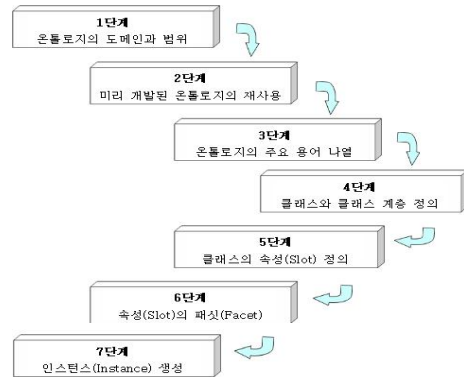 1단계
온톨로지의 도메인과 범위
2단계
미리 개발된 온톨로지의 재사용
3단계
온톨로지의 주요 용어 나열
4단계
클래스와 클래스 계층 정의
5단계
클래스의 속성(Slot) 정의
6단계
속성(Slot)의 패싯(Facet)
7단계
인스턴스(Instance) 생성